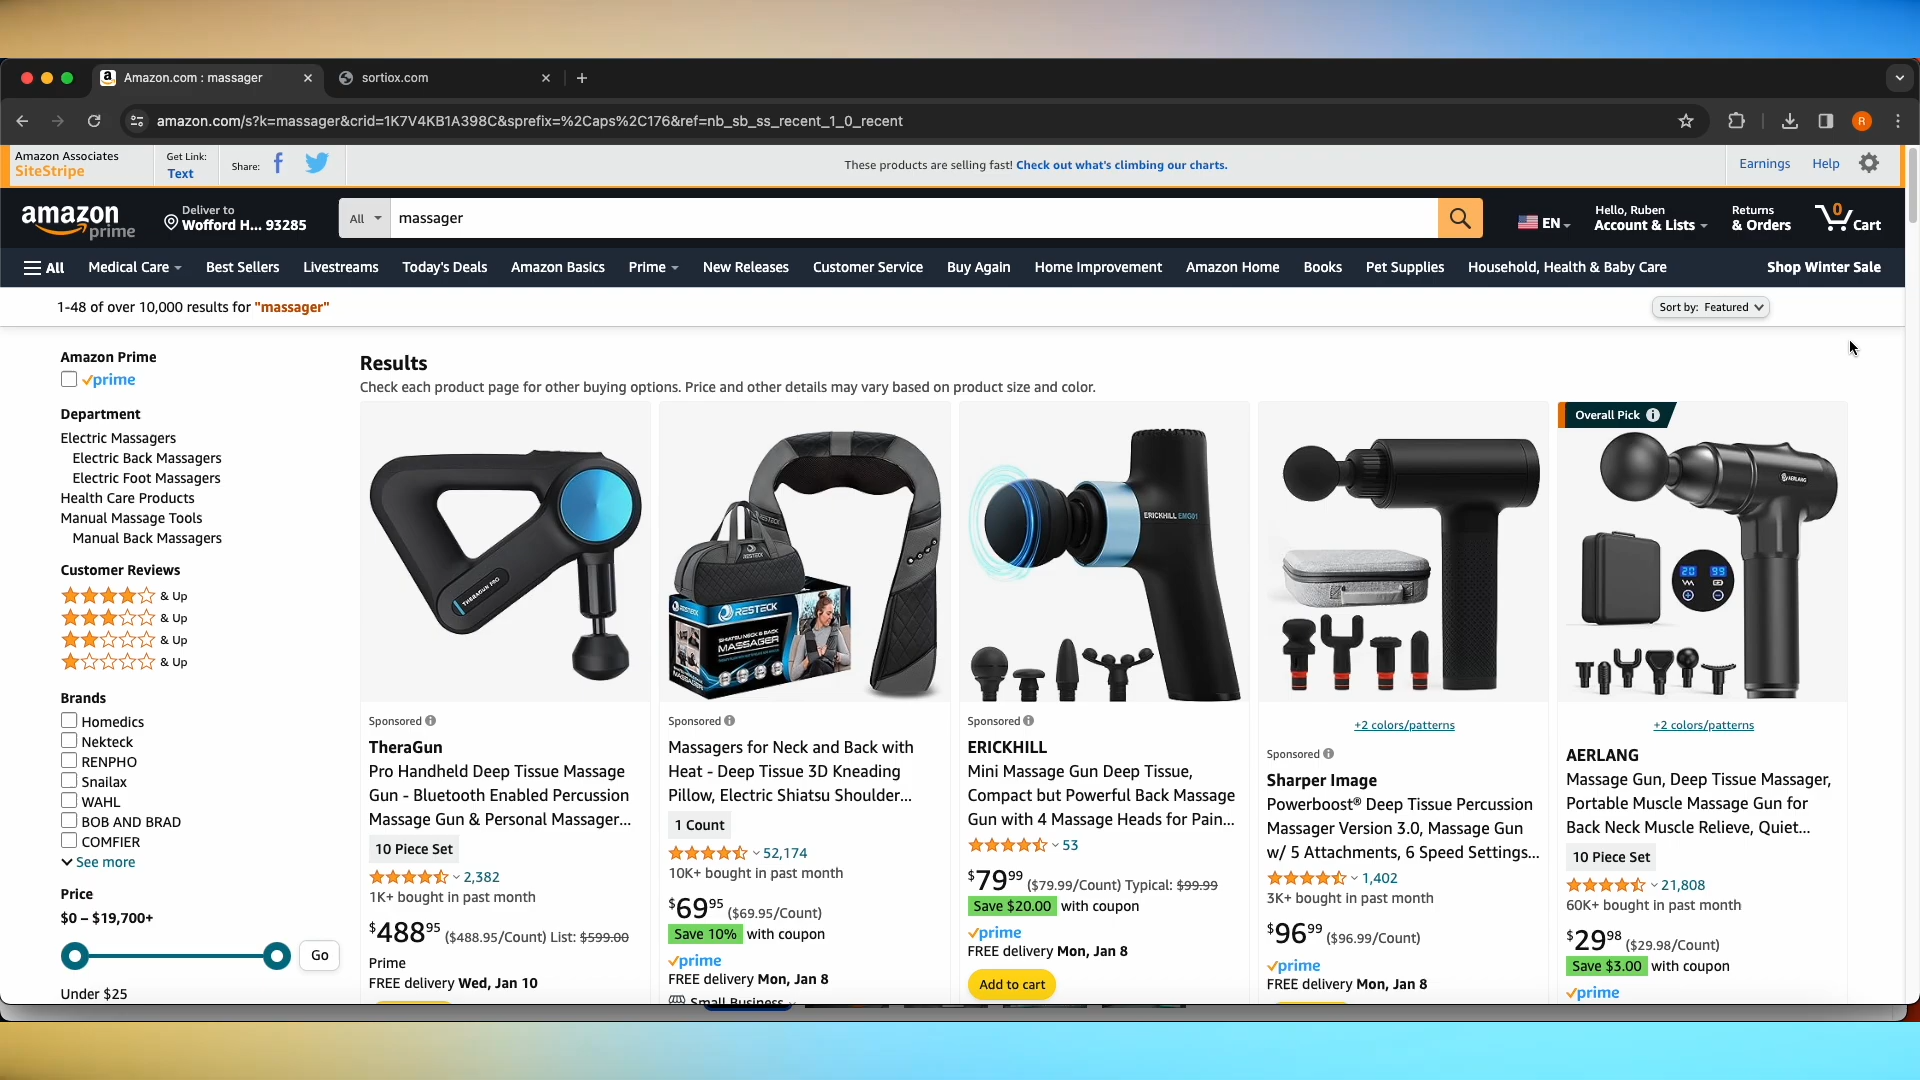 Amazon.com : massager
sortiox.com
amazon.com/s?k=massager&crid=1K7V4KB1A398C&sprefix=%2Caps%2C176&ref=nb_sb_ss_recent_1_0_recent
R
Amazon Associates
SiteStripe
Get Link:
Text
Share:
These products are selling fast! Check out what's climbing our charts.
Earnings
Help
amazon
prime
Deliver to
Wofford H... 93285
All
massager
EN
Hello, Ruben
Account & Lists
Returns
& Orders
0
Cart
All
Medical Care
Best Sellers
Livestreams
Today's Deals
Amazon Basics
Prime
New Releases
Customer Service
Buy Again
Home Improvement
Amazon Home
Books
Pet Supplies
Household, Health & Baby Care
Shop Winter Sale
1-48 of over 10,000 results for "massager"
Sort by: Featured
Amazon Prime
prime
Department
Electric Massagers
Electric Back Massagers
Electric Foot Massagers
Health Care Products
Manual Massage Tools
Manual Back Massagers
Customer Reviews
& Up
& Up
& Up
& Up
Brands
Homedics
Nekteck
RENPHO
Snailax
WAHL
BOB AND BRAD
COMFIER
See more
Price
$0 – $19,700+
Go
Under $25
Results
Check each product page for other buying options. Price and other details may vary based on product size and color.
THERAGUN PRO
Sponsored
TheraGun
Pro Handheld Deep Tissue Massage
Gun - Bluetooth Enabled Percussion
Massage Gun & Personal Massager...
10 Piece Set
2,382
1K+ bought in past month
$488 95 ($488.95/Count) List: $599.00
Prime
FREE delivery Wed, Jan 10
RESTECK
RESTECK
RESTECK
SHIATSU NECK & BACK
MASSAGER
Sponsored
Massagers for Neck and Back with
Heat - Deep Tissue 3D Kneading
Pillow, Electric Shiatsu Shoulder...
1 Count
52,174
10K+ bought in past month
$69 95 ($69.95/Count)
Save 10% with coupon
prime
FREE delivery Mon, Jan 8
Small Business
ERICKHILL EMG01
Sponsored
ERICKHILL
Mini Massage Gun Deep Tissue,
Compact but Powerful Back Massage
Gun with 4 Massage Heads for Pain...
53
$79 99 ($79.99/Count) Typical: $99.99
Save $20.00 with coupon
prime
FREE delivery Mon, Jan 8
Add to cart
+2 colors/patterns
Sponsored
Sharper Image
Powerboost® Deep Tissue Percussion
Massager Version 3.0, Massage Gun
w/ 5 Attachments, 6 Speed Settings...
1,402
3K+ bought in past month
$96 99 ($96.99/Count)
prime
FREE delivery Mon, Jan 8
Overall Pick
AERLANG
20 99
+2 colors/patterns
AERLANG
Massage Gun, Deep Tissue Massager,
Portable Muscle Massage Gun for
Back Neck Muscle Relieve, Quiet...
10 Piece Set
21,808
60K+ bought in past month
$29 98 ($29.98/Count)
Save $3.00 with coupon
prime